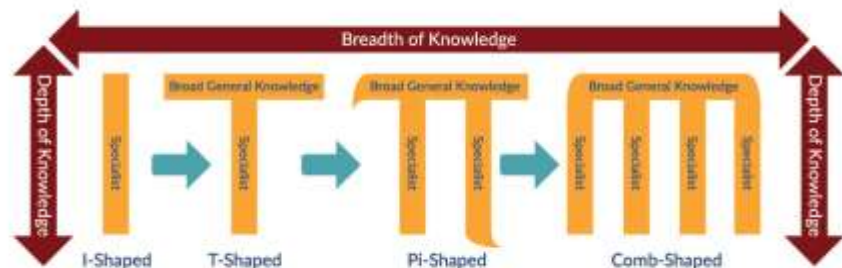 Breadth of Knowledge
Depth of Knowledge
Specialist
Broad General Knowledge
Specialist
Broad General Knowledge
Specialist
Specialist
Broad General Knowledge
Specialist
Specialist
Specialist
Specialist
Depth of Knowledge
I-Shaped
T-Shaped
Pi-Shaped
Comb-Shaped